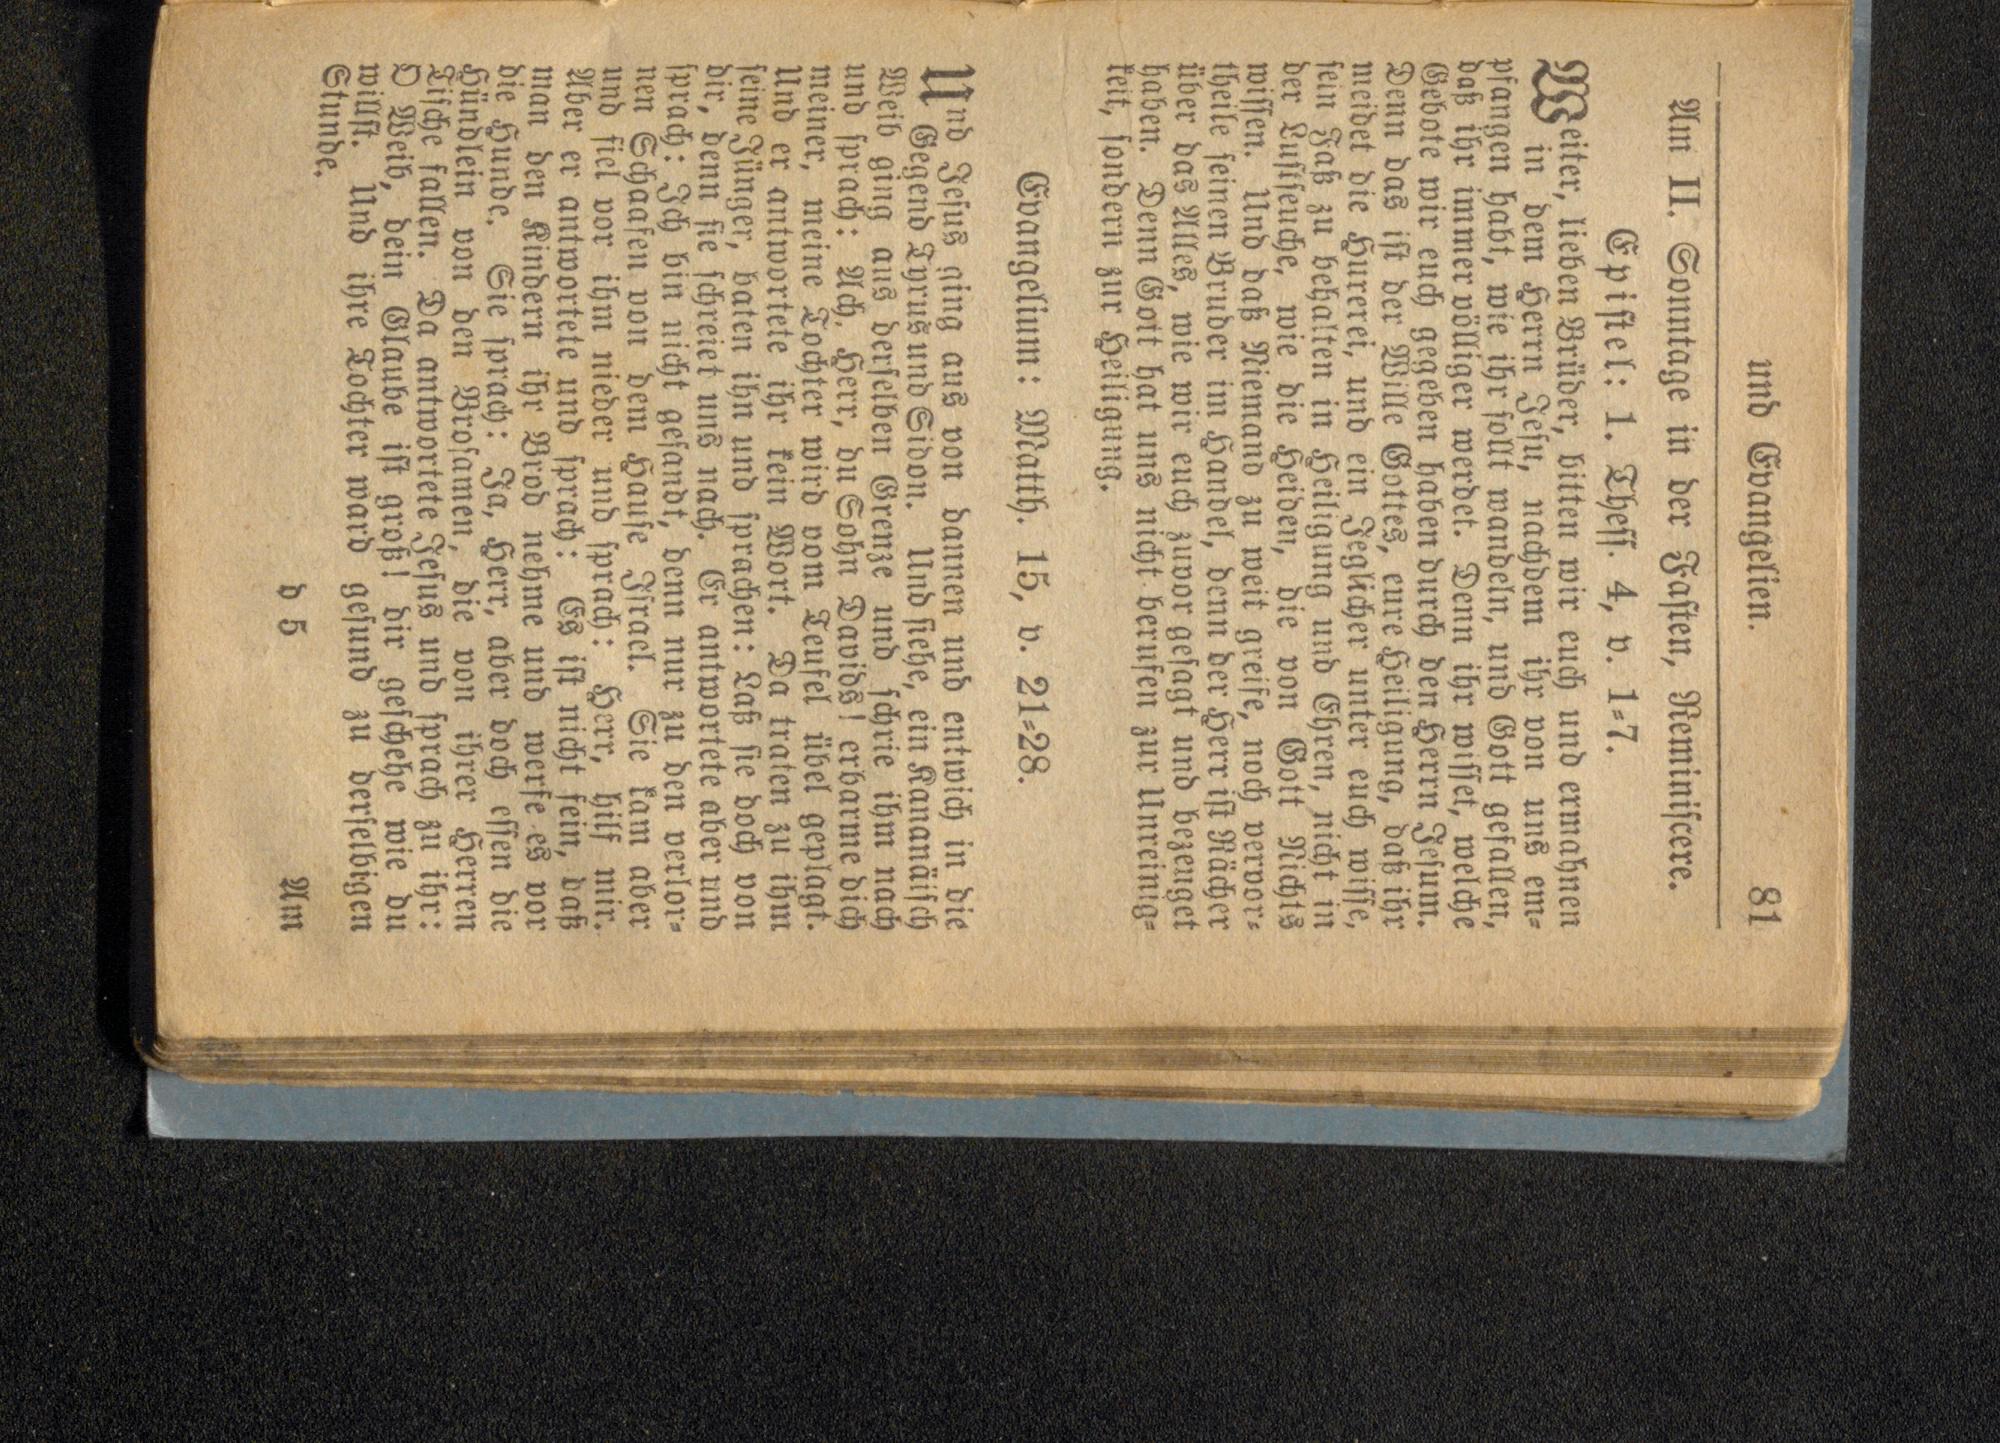 und Evangelien. 81
Am II. Sonntage in der Fasten, Reminiscere.
Epistel: 1. Thess. 4, v. 1=7.
Weiter, lieben Brüder, bitten wir euch und ermahnen
in dem Herrn Jesu, nachdem ihr von uns em=
pfangen habt, wie ihr sollt wandeln, und Gott gefallen,
daß ihr immer völliger werdet. Denn ihr wisset, welche
Gebote wir euch gegeben haben durch den Herrn Jesum.
Denn das ist der Wille Gottes, eure Heiligung, daß ihr
meidet die Hurerei, und ein Jeglicher unter euch wisse,
sein Faß zu behalten in Heiligung und Ehren, nicht in
der Lustseuche, wie die Heiden, die von Gott Nichts
wissen. Und daß Niemand zu weit greife, noch vervor=
theile seinen Bruder im Handel, denn der Herr ist Rächer
über das Alles, wie wir euch zuvor gesagt und bezeuget
haben. Denn Gott hat uns nicht berufen zur Unreinig=
keit, sondern zur Heiligung.
Evangelium: Matth. 15, v. 21=28.
Und Jesus ging aus von dannen und entwich in die
Gegend Tyrus und Sidon. Und siehe, ein Kananäisch
Weib ging aus derselben Grenze und schrie ihm nach
und sprach: Ach, Herr, du Sohn Davids! erbarme dich
meiner, meine Tochter wird vom Teufel übel geplagt.
Und er antwortete ihr kein Wort. Da traten zu ihm
seine Jünger, baten ihn und sprachen: Laß sie doch von
dir, denn sie schreiet uns nach. Er antwortete aber und
sprach: Ich bin nicht gesandt, denn nur zu den verlor=
nen Schaafen von dem Hause Israel. Sie kam aber
und fiel vor ihm nieder und sprach: Herr, hilf mir.
Aber er antwortete und sprach: Es ist nicht fein, daß
man den Kindern ihr Brod nehme und werfe es vor
die Hunde. Sie sprach: Ja, Herr, aber doch essen die
Hündlein von den Brosamen, die von ihrer Herren
Tische fallen. Da antwortete Jesus und sprach zu ihr:
O Weib, dein Glaube ist groß! dir geschehe wie du
willst. Und ihre Tochter ward gesund zu derselbigen
Stunde.
d 5 Am